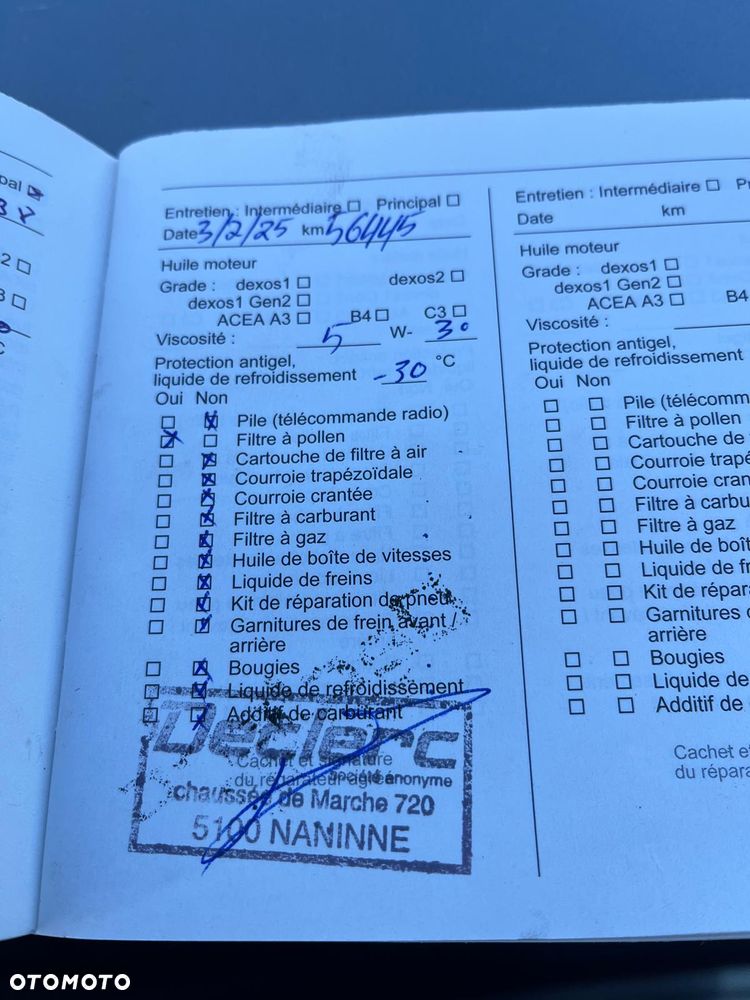 pal
38
2
3
C
Entretien : Intermédiaire Principal
Date 3/2/25 km 56445
Huile moteur
Grade : dexos1 dexos2
dexos1 Gen2
ACEA A3 B4 C3
Viscosité : 5 W- 30
Protection antigel,
liquide de refroidissement -30 °C
Oui Non
Pile (télécommande radio)
Filtre à pollen
Cartouche de filtre à air
Courroie trapézoïdale
Courroie crantée
Filtre à carburant
Filtre à gaz
Huile de boîte de vitesses
Liquide de freins
Kit de réparation de pneu
Garnitures de frein avant /
arrière
Bougies
Liquide de refroidissement
Additif de carburant
Declerc
Cachet et signature
société anonyme
du réparateur agréé
chaussée de Marche 720
5100 NANINNE
Entretien : Intermédiaire Pr
Date km
Huile moteur
Grade : dexos1
dexos1 Gen2
ACEA A3 B4
Viscosité :
Protection antigel,
liquide de refroidissement
Oui Non
Pile (télécomm
Filtre à pollen
Cartouche de
Courroie trapé
Courroie cran
Filtre à carbu
Filtre à gaz
Huile de boît
Liquide de fr
Kit de répara
Garnitures d
arrière
Bougies
Liquide de
Additif de
Cachet et
du répara
OTOMOTO